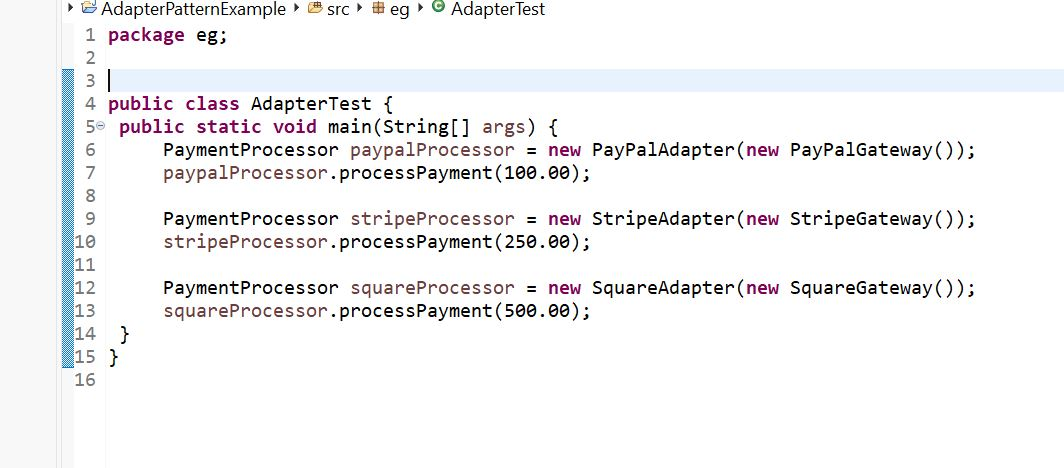 AdapterPatternExample src eg AdapterTest
1 package eg;
2
3
4 public class AdapterTest {
5 public static void main(String[] args) {
6 PaymentProcessor paypalProcessor = new PayPalAdapter(new PayPalGateway());
7 paypalProcessor.processPayment(100.00);
8
9 PaymentProcessor stripeProcessor = new StripeAdapter(new StripeGateway());
10 stripeProcessor.processPayment(250.00);
11
12 PaymentProcessor squareProcessor = new SquareAdapter(new SquareGateway());
13 squareProcessor.processPayment(500.00);
14 }
15 }
16